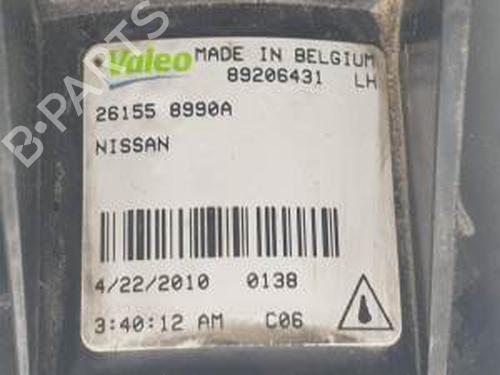 Valeo MADE IN BELGIUM
89206431 LH
26155 8990A
NISSAN
4/22/2010 0138
3:40:12 AM C06
B-PARTS